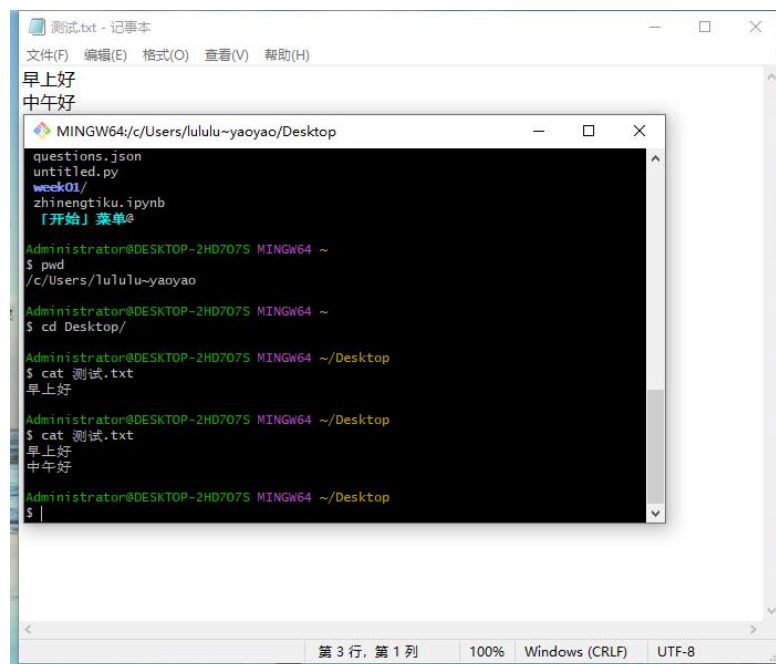 测试.txt - 记事本
文件(F) 编辑(E) 格式(O) 查看(V) 帮助(H)
早上好
中午好
MINGW64:/c/Users/lululu~yaoyao/Desktop
questions.json
untitled.py
week01/
zhinengtiku.ipynb
「开始」菜单@
Administrator@DESKTOP-2HD7O7S MINGW64 ~
$ pwd
/c/Users/lululu~yaoyao
Administrator@DESKTOP-2HD7O7S MINGW64 ~
$ cd Desktop/
Administrator@DESKTOP-2HD7O7S MINGW64 ~/Desktop
$ cat 测试.txt
早上好
Administrator@DESKTOP-2HD7O7S MINGW64 ~/Desktop
$ cat 测试.txt
早上好
中午好
Administrator@DESKTOP-2HD7O7S MINGW64 ~/Desktop
$
第 3 行，第 1 列 100% Windows (CRLF) UTF-8